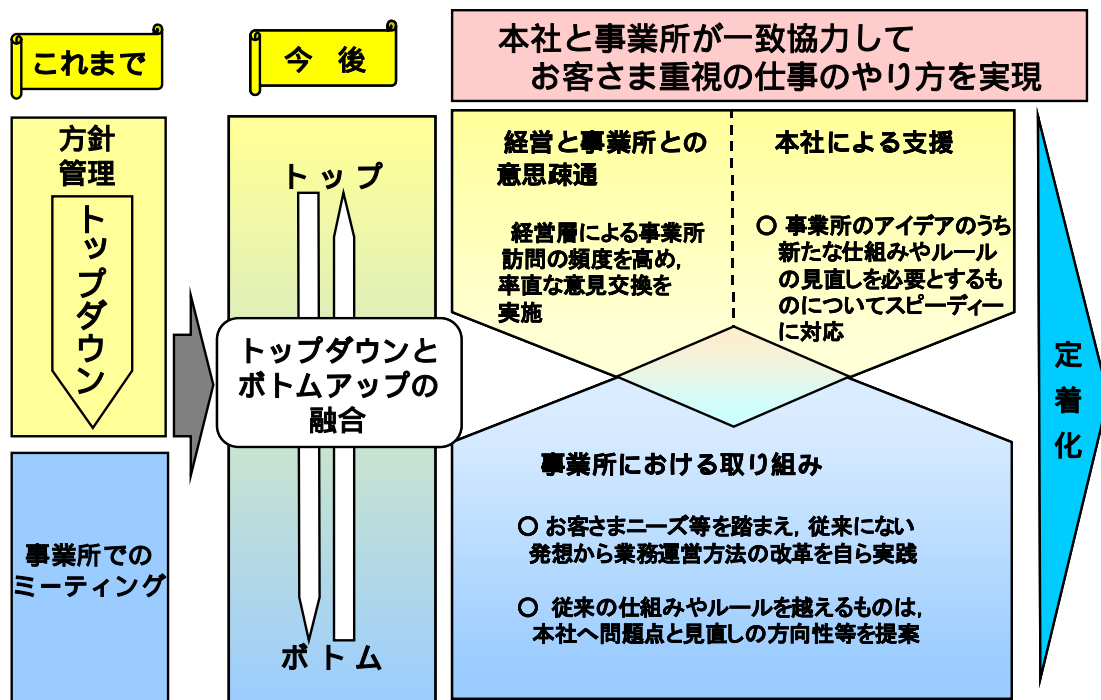 これまで
今 後
本社と事業所が一致協力して
お客さま重視の仕事のやり方を実現
方針
管理
トップダウン
事業所での
ミーティング
トップ
トップダウンと
ボトムアップの
融合
ボトム
経営と事業所との
意思疎通
経営層による事業所
訪問の頻度を高め,
率直な意見交換を
実施
本社による支援
○ 事業所のアイデアのうち
新たな仕組みやルール
の見直しを必要とするも
のについてスピーディー
に対応
事業所における取り組み
○ お客さまニーズ等を踏まえ,従来にない
発想から業務運営方法の改革を自ら実践
○ 従来の仕組みやルールを越えるものは,
本社へ問題点と見直しの方向性等を提案
定着化